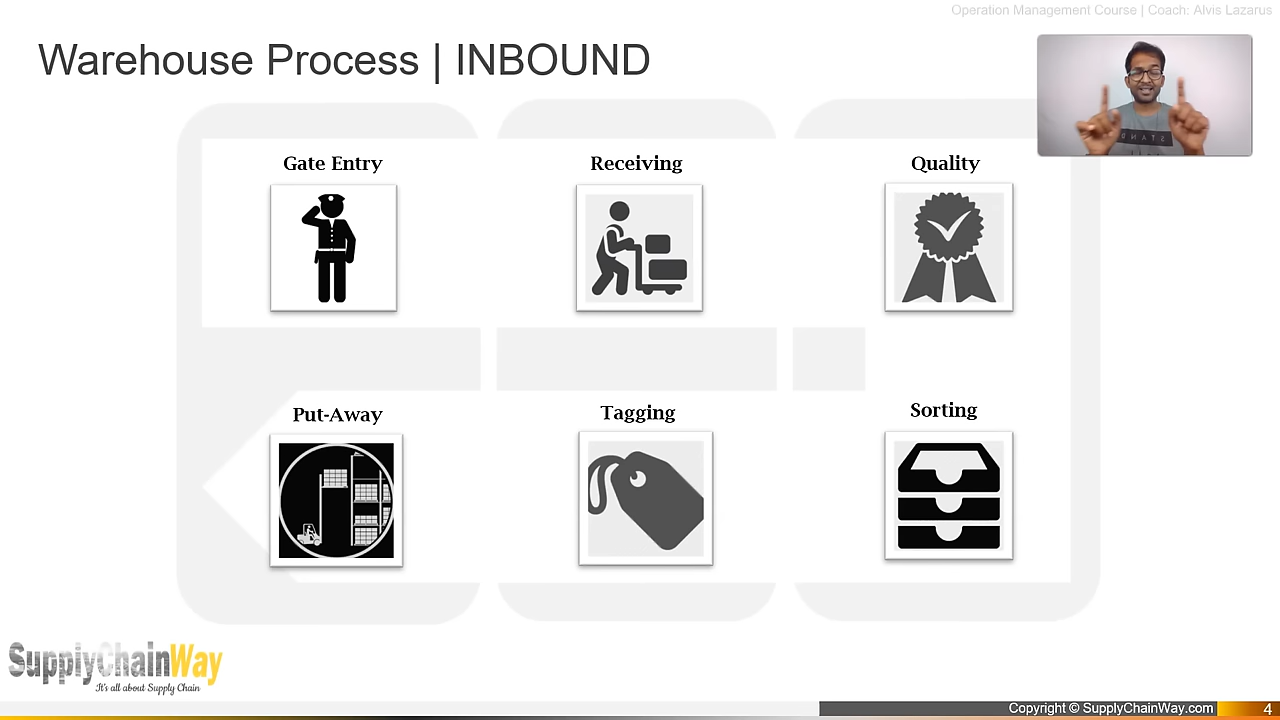 Operation Management Course | Coach: Alvis Lazarus
Warehouse Process | INBOUND
Gate Entry
Receiving
Quality
Put-Away
Tagging
Sorting
SupplyChainWay
It's all about Supply Chain
Copyright © SupplyChainWay.com
4